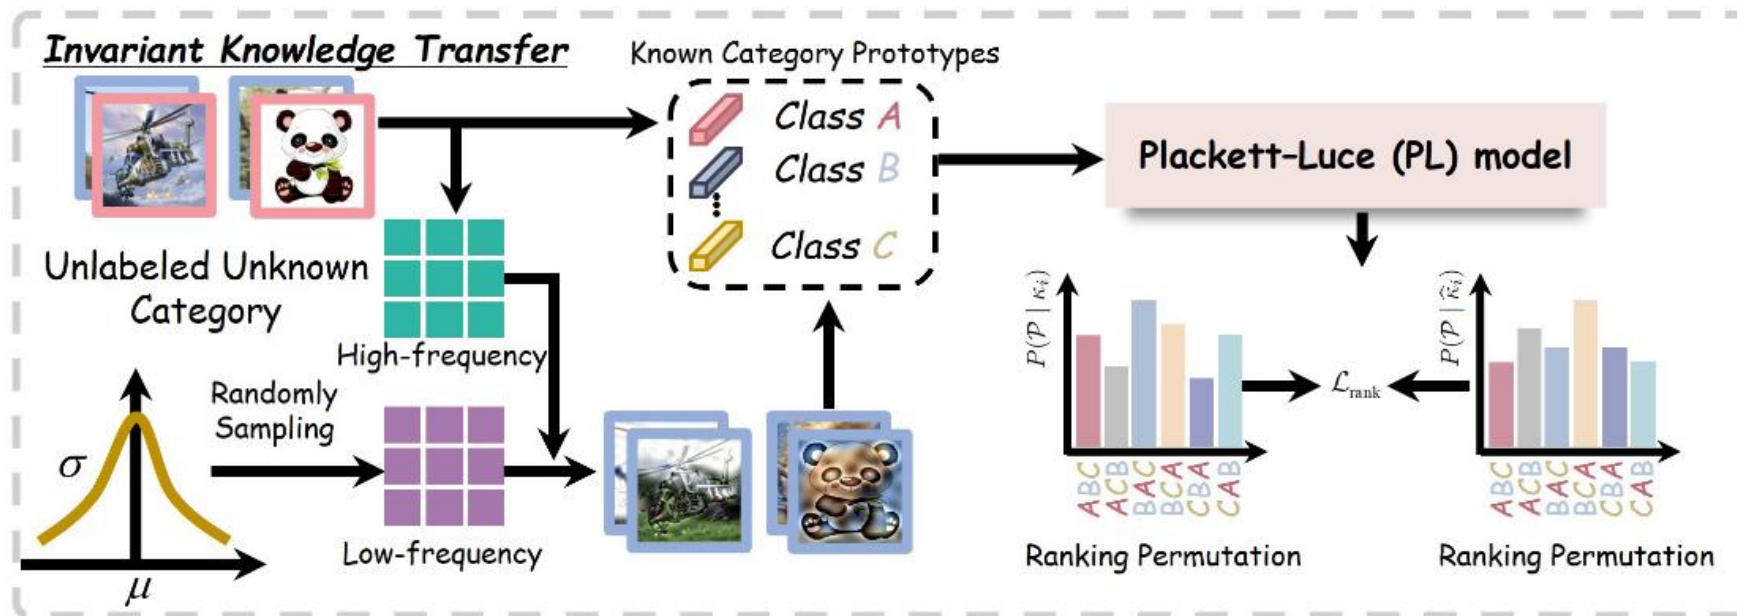 Invariant Knowledge Transfer
Known Category Prototypes
Class A
Class B
Class C
Plackett-Luce (PL) model
Unlabeled Unknown
Category
High-frequency
Randomly
Sampling
σ
μ
Low-frequency
P(𝒫 | κᵢ)
ABC
ACB
BAC
BCA
CBA
CAB
Ranking Permutation
ℒrank
P(𝒫 | κ̂ᵢ)
ABC
ACB
BAC
BCA
CBA
CAB
Ranking Permutation